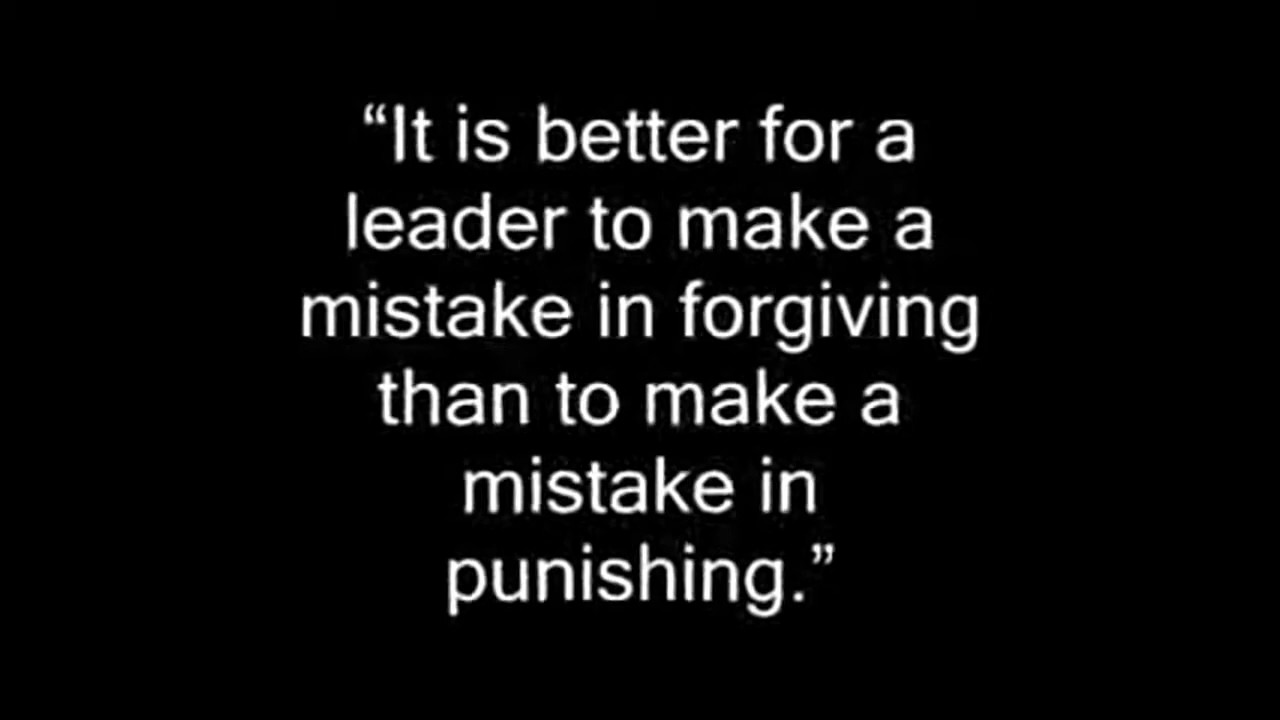 “It is better for a
leader to make a
mistake in forgiving
than to make a
mistake in
punishing.”